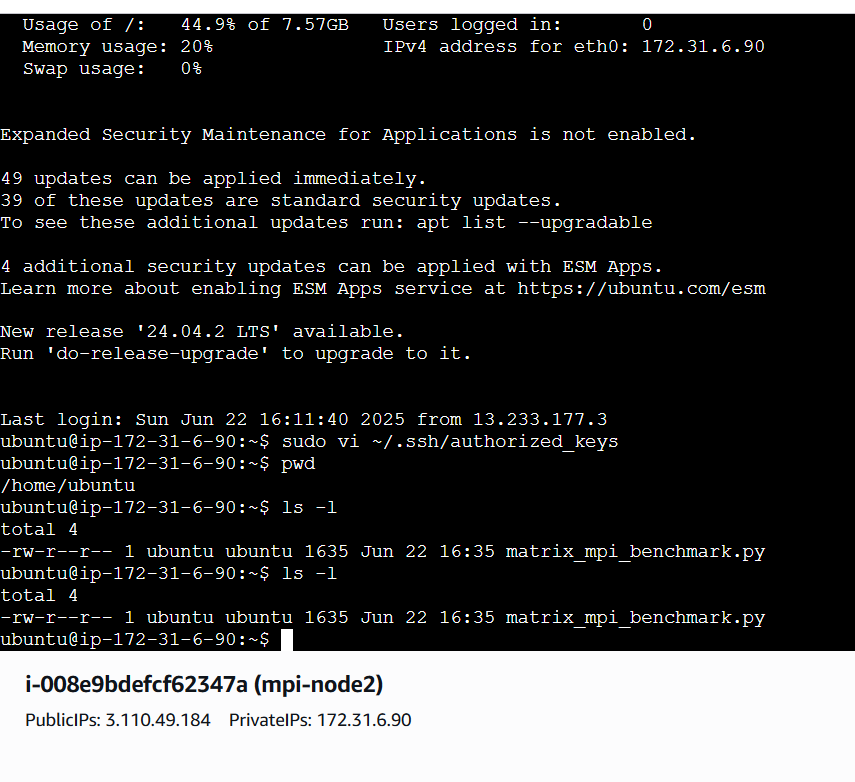 Usage of /:   44.9% of 7.57GB   Users logged in:       0
Memory usage: 20%               IPv4 address for eth0: 172.31.6.90
Swap usage:   0%
Expanded Security Maintenance for Applications is not enabled.
49 updates can be applied immediately.
39 of these updates are standard security updates.
To see these additional updates run: apt list --upgradable
4 additional security updates can be applied with ESM Apps.
Learn more about enabling ESM Apps service at https://ubuntu.com/esm
New release '24.04.2 LTS' available.
Run 'do-release-upgrade' to upgrade to it.
Last login: Sun Jun 22 16:11:40 2025 from 13.233.177.3
ubuntu@ip-172-31-6-90:~$ sudo vi ~/.ssh/authorized_keys
ubuntu@ip-172-31-6-90:~$ pwd
/home/ubuntu
ubuntu@ip-172-31-6-90:~$ ls -l
total 4
-rw-r--r-- 1 ubuntu ubuntu 1635 Jun 22 16:35 matrix_mpi_benchmark.py
ubuntu@ip-172-31-6-90:~$ ls -l
total 4
-rw-r--r-- 1 ubuntu ubuntu 1635 Jun 22 16:35 matrix_mpi_benchmark.py
ubuntu@ip-172-31-6-90:~$
i-008e9bdefcf62347a (mpi-node2)
PublicIPs: 3.110.49.184   PrivateIPs: 172.31.6.90